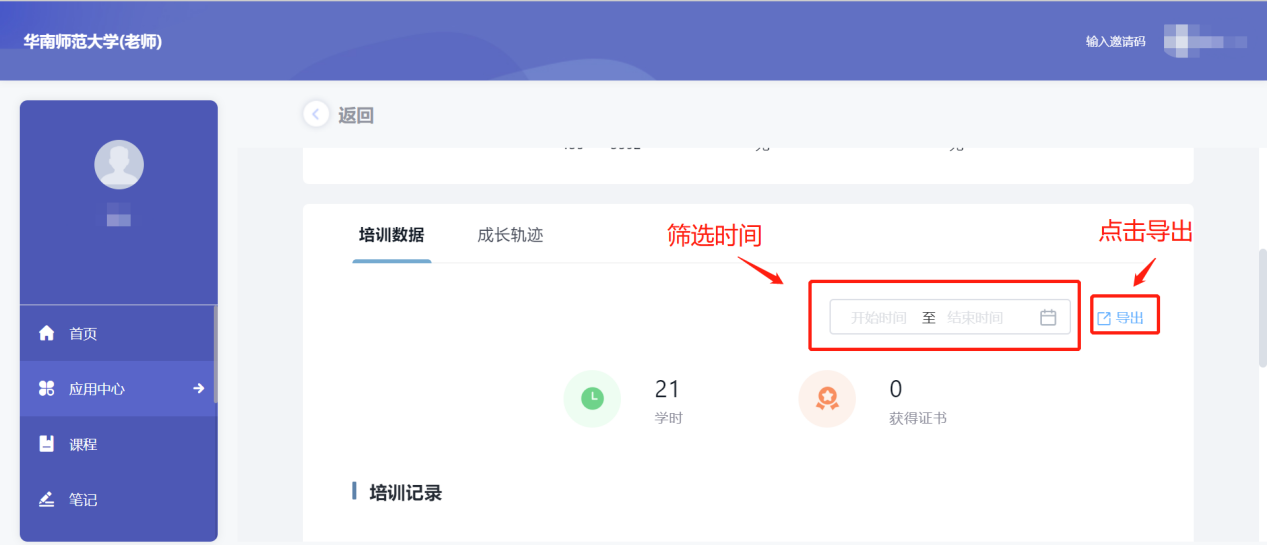 华南师范大学(老师)
输入邀请码
返回
培训数据
成长轨迹
筛选时间
点击导出
开始时间 至 结束时间
导出
首页
应用中心
课程
笔记
21
学时
0
获得证书
培训记录